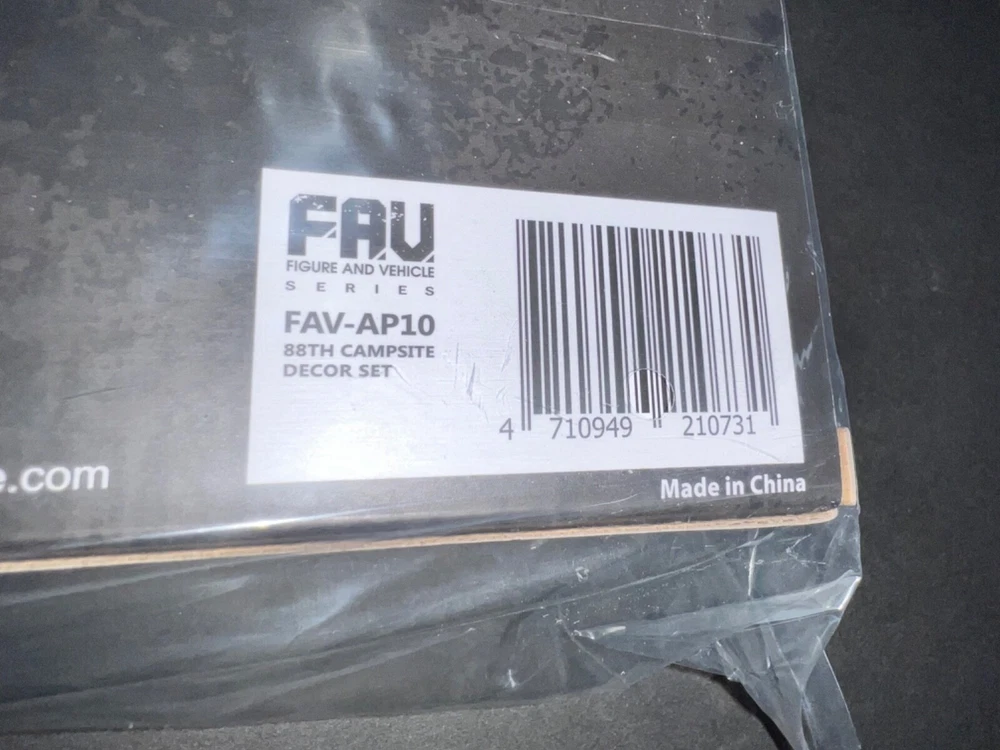 FAV
FIGURE AND VEHICLE
SERIES
FAV-AP10
88TH CAMPSITE
DECOR SET
4 710949 210731
e.com
Made in China